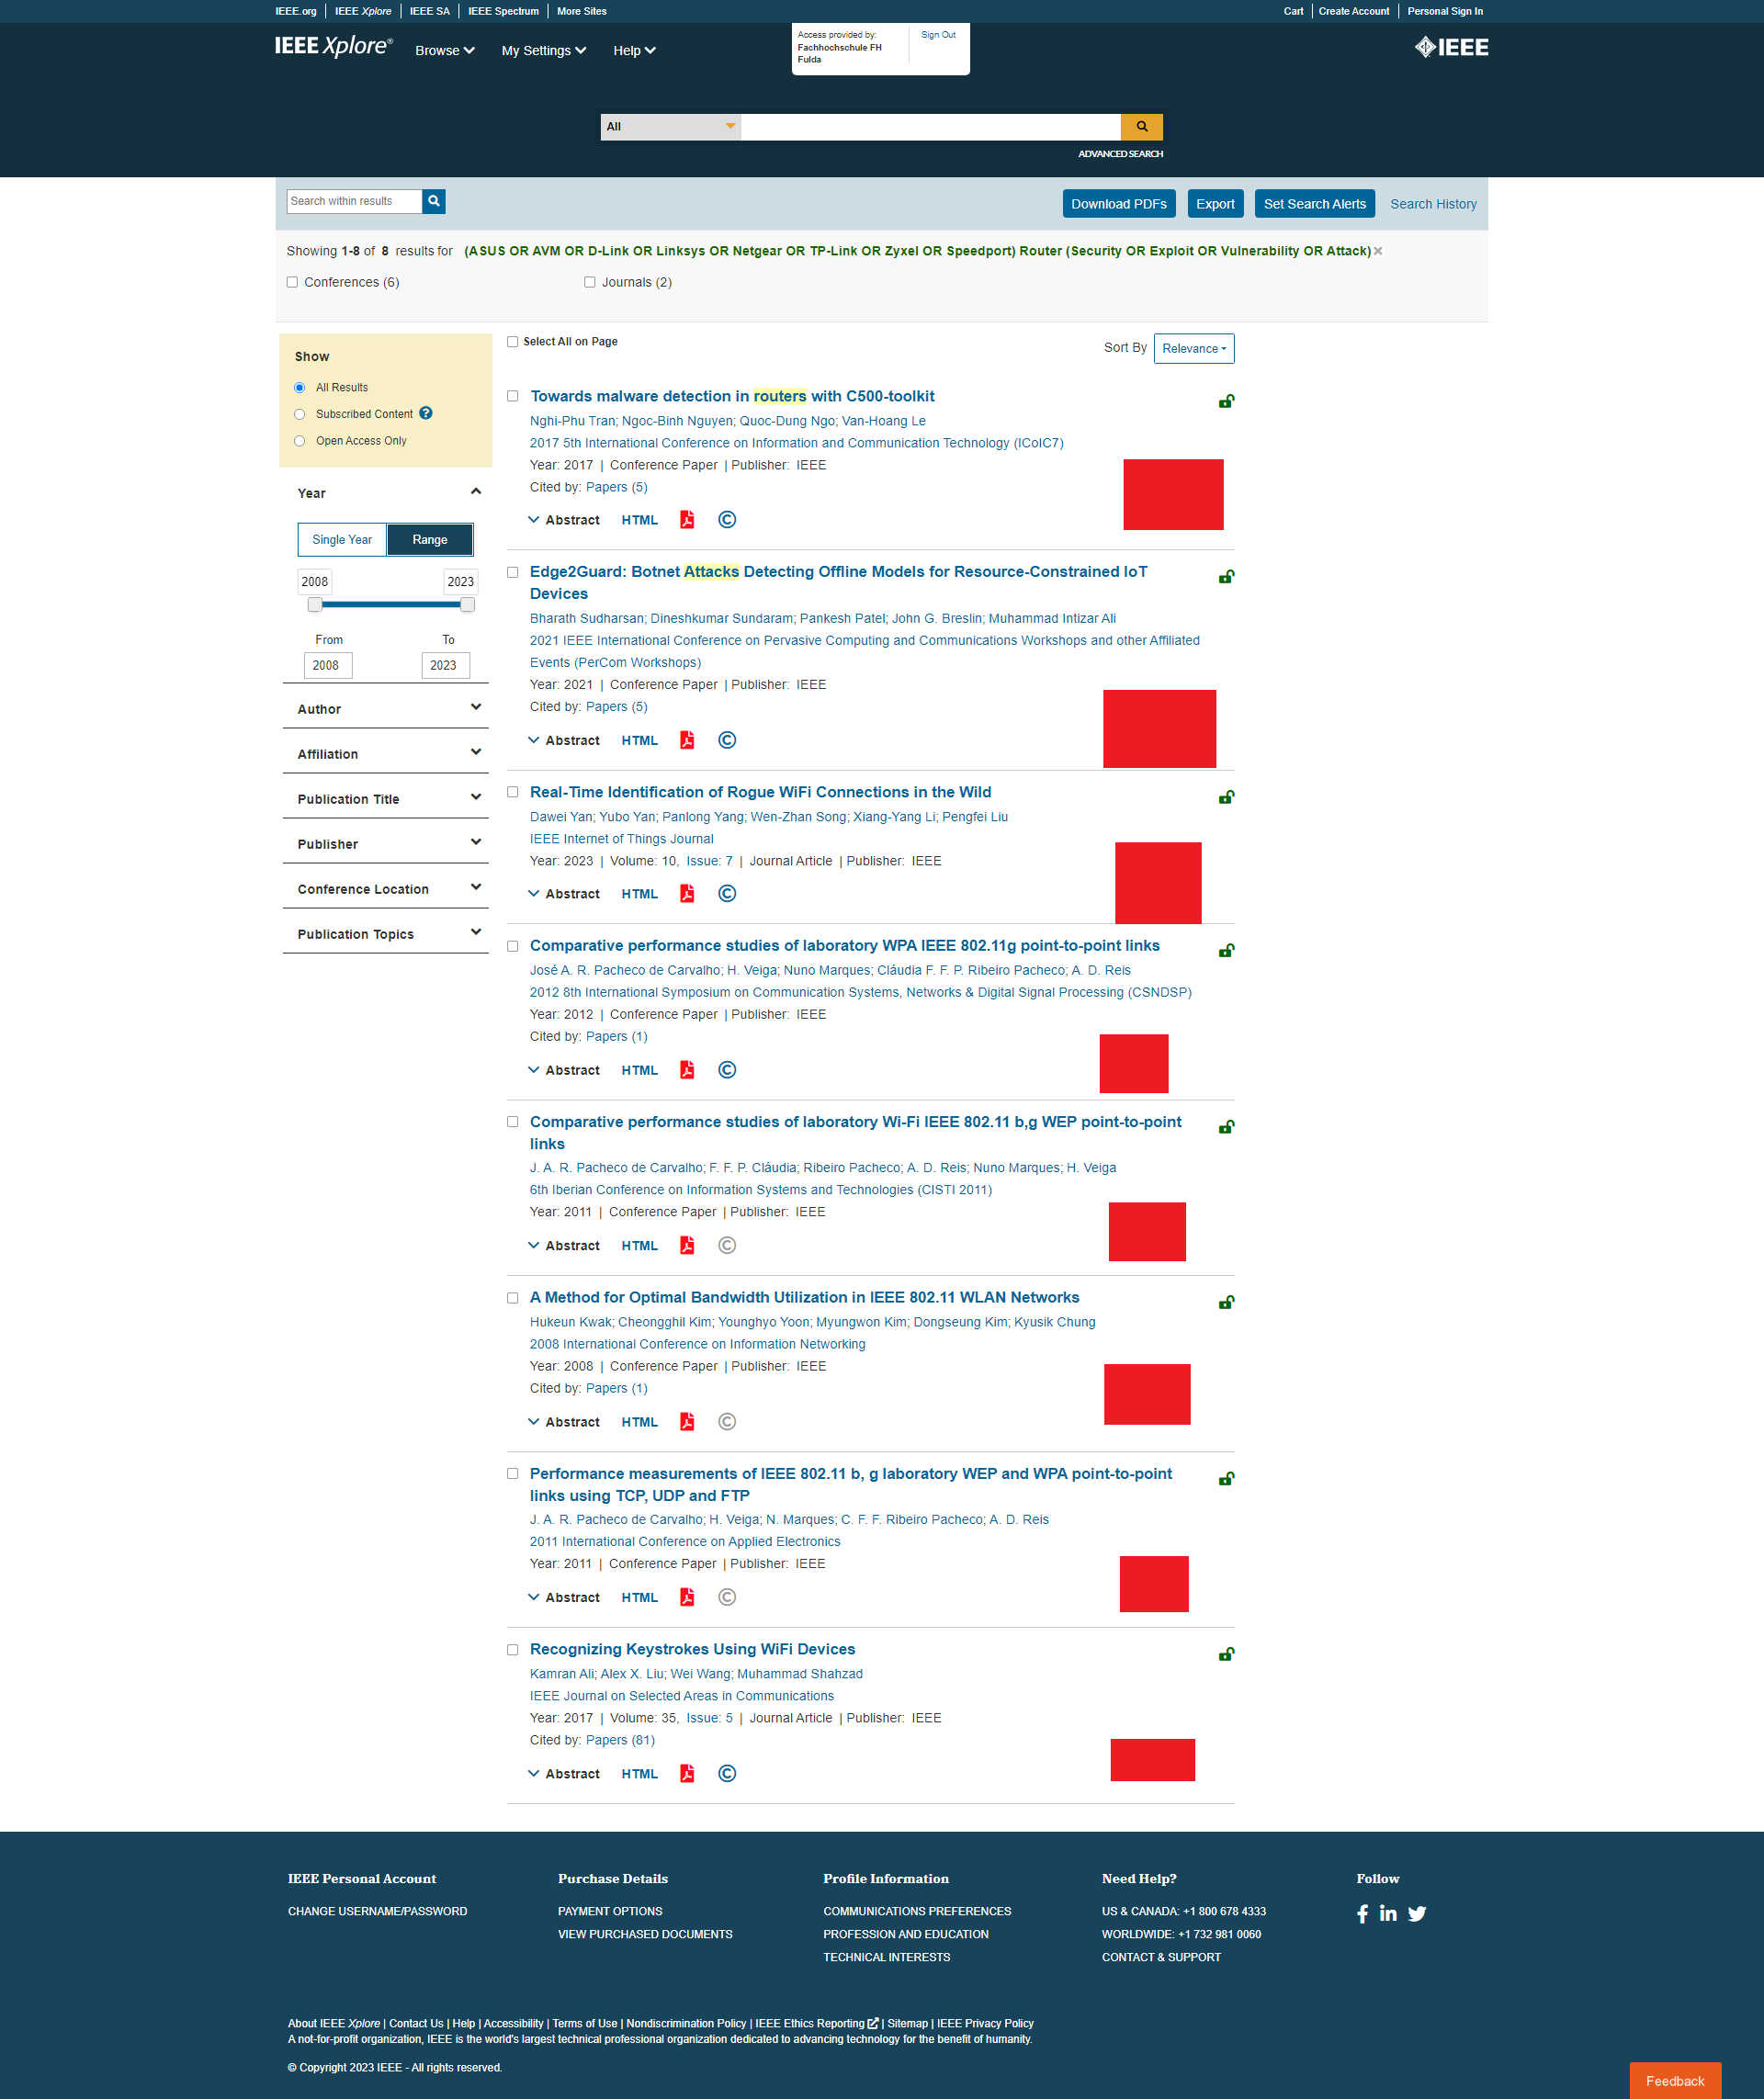 IEEE.org | IEEE Xplore | IEEE SA | IEEE Spectrum | More Sites
Cart | Create Account | Personal Sign In
IEEE Xplore® Browse My Settings Help
Access provided by: Sign Out
Fachhochschule FH
Fulda
IEEE
All
ADVANCED SEARCH
Search within results
Download PDFs Export Set Search Alerts Search History
Showing 1-8 of 8 results for (ASUS OR AVM OR D-Link OR Linksys OR Netgear OR TP-Link OR Zyxel OR Speedport) Router (Security OR Exploit OR Vulnerability OR Attack) ×
Conferences (6) Journals (2)
Show
All Results
Subscribed Content ?
Open Access Only
Year
Single Year Range
2008 2023
From To
2008 2023
Author
Affiliation
Publication Title
Publisher
Conference Location
Publication Topics
Select All on Page
Sort By Relevance
Towards malware detection in routers with C500-toolkit
Nghi-Phu Tran; Ngoc-Binh Nguyen; Quoc-Dung Ngo; Van-Hoang Le
2017 5th International Conference on Information and Communication Technology (ICoIC7)
Year: 2017 | Conference Paper | Publisher: IEEE
Cited by: Papers (5)
Abstract HTML ©
Edge2Guard: Botnet Attacks Detecting Offline Models for Resource-Constrained IoT
Devices
Bharath Sudharsan; Dineshkumar Sundaram; Pankesh Patel; John G. Breslin; Muhammad Intizar Ali
2021 IEEE International Conference on Pervasive Computing and Communications Workshops and other Affiliated
Events (PerCom Workshops)
Year: 2021 | Conference Paper | Publisher: IEEE
Cited by: Papers (5)
Abstract HTML ©
Real-Time Identification of Rogue WiFi Connections in the Wild
Dawei Yan; Yubo Yan; Panlong Yang; Wen-Zhan Song; Xiang-Yang Li; Pengfei Liu
IEEE Internet of Things Journal
Year: 2023 | Volume: 10, Issue: 7 | Journal Article | Publisher: IEEE
Abstract HTML ©
Comparative performance studies of laboratory WPA IEEE 802.11g point-to-point links
José A. R. Pacheco de Carvalho; H. Veiga; Nuno Marques; Cláudia F. F. P. Ribeiro Pacheco; A. D. Reis
2012 8th International Symposium on Communication Systems, Networks & Digital Signal Processing (CSNDSP)
Year: 2012 | Conference Paper | Publisher: IEEE
Cited by: Papers (1)
Abstract HTML ©
Comparative performance studies of laboratory Wi-Fi IEEE 802.11 b,g WEP point-to-point
links
J. A. R. Pacheco de Carvalho; F. F. P. Cláudia; Ribeiro Pacheco; A. D. Reis; Nuno Marques; H. Veiga
6th Iberian Conference on Information Systems and Technologies (CISTI 2011)
Year: 2011 | Conference Paper | Publisher: IEEE
Abstract HTML ©
A Method for Optimal Bandwidth Utilization in IEEE 802.11 WLAN Networks
Hukeun Kwak; Cheongghil Kim; Younghyo Yoon; Myungwon Kim; Dongseung Kim; Kyusik Chung
2008 International Conference on Information Networking
Year: 2008 | Conference Paper | Publisher: IEEE
Cited by: Papers (1)
Abstract HTML ©
Performance measurements of IEEE 802.11 b, g laboratory WEP and WPA point-to-point
links using TCP, UDP and FTP
J. A. R. Pacheco de Carvalho; H. Veiga; N. Marques; C. F. F. Ribeiro Pacheco; A. D. Reis
2011 International Conference on Applied Electronics
Year: 2011 | Conference Paper | Publisher: IEEE
Abstract HTML ©
Recognizing Keystrokes Using WiFi Devices
Kamran Ali; Alex X. Liu; Wei Wang; Muhammad Shahzad
IEEE Journal on Selected Areas in Communications
Year: 2017 | Volume: 35, Issue: 5 | Journal Article | Publisher: IEEE
Cited by: Papers (81)
Abstract HTML ©
IEEE Personal Account
CHANGE USERNAME/PASSWORD
Purchase Details
PAYMENT OPTIONS
VIEW PURCHASED DOCUMENTS
Profile Information
COMMUNICATIONS PREFERENCES
PROFESSION AND EDUCATION
TECHNICAL INTERESTS
Need Help?
US & CANADA: +1 800 678 4333
WORLDWIDE: +1 732 981 0060
CONTACT & SUPPORT
Follow
About IEEE Xplore | Contact Us | Help | Accessibility | Terms of Use | Nondiscrimination Policy | IEEE Ethics Reporting | Sitemap | IEEE Privacy Policy
A not-for-profit organization, IEEE is the world's largest technical professional organization dedicated to advancing technology for the benefit of humanity.
© Copyright 2023 IEEE - All rights reserved.
Feedback